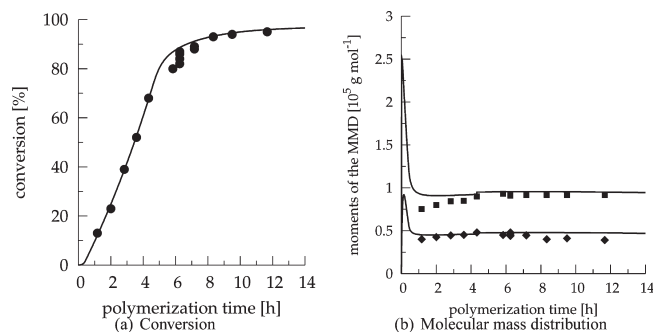 100
80
60
40
20
0
0 2 4 6 8 10 12 14
conversion [%]
polymerization time [h]
(a) Conversion
3
2.5
2
1.5
1
0.5
0
0 2 4 6 8 10 12 14
moments of the MMD [10⁵ g mol⁻¹]
polymerization time [h]
(b) Molecular mass distribution